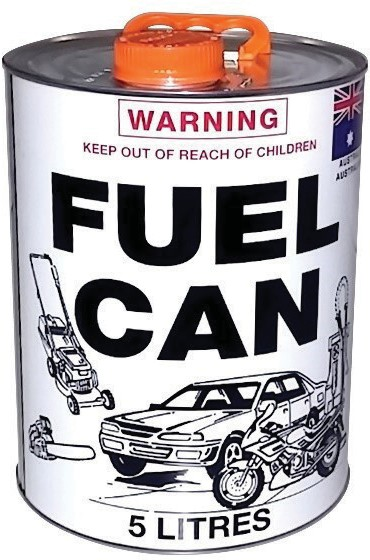 WARNING
KEEP OUT OF REACH OF CHILDREN
FUEL
CAN
5 LITRES